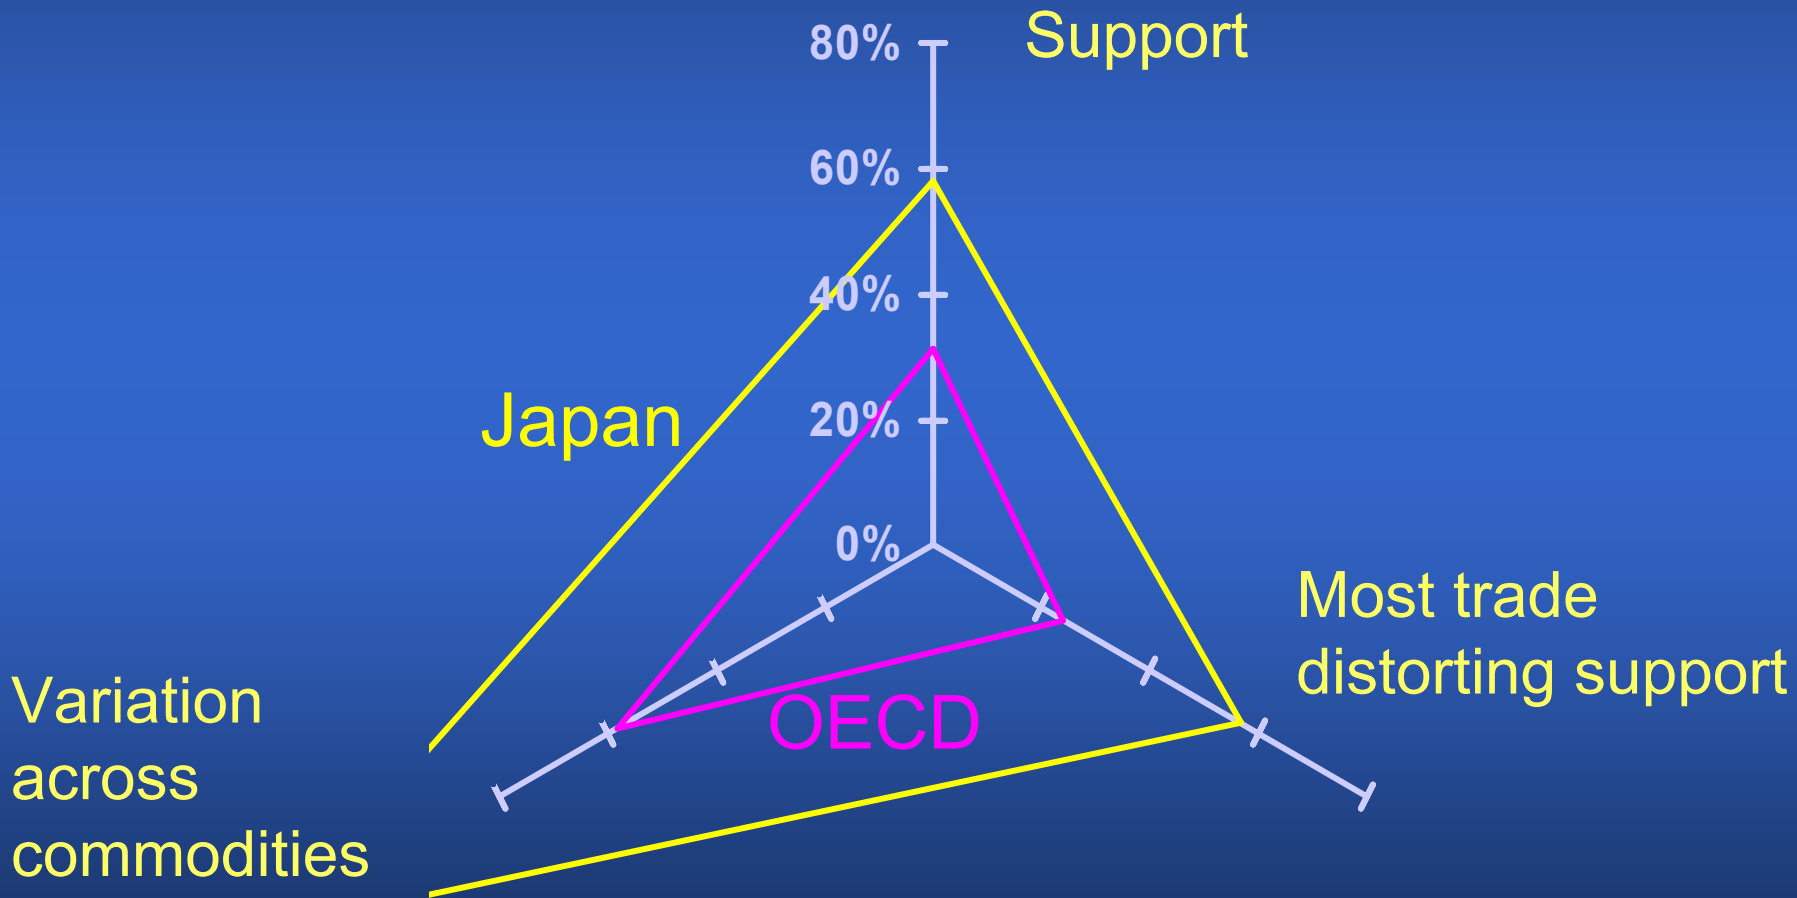 Support
80%
60%
40%
20%
0%
Japan
OECD
Most trade
distorting support
Variation
across
commodities